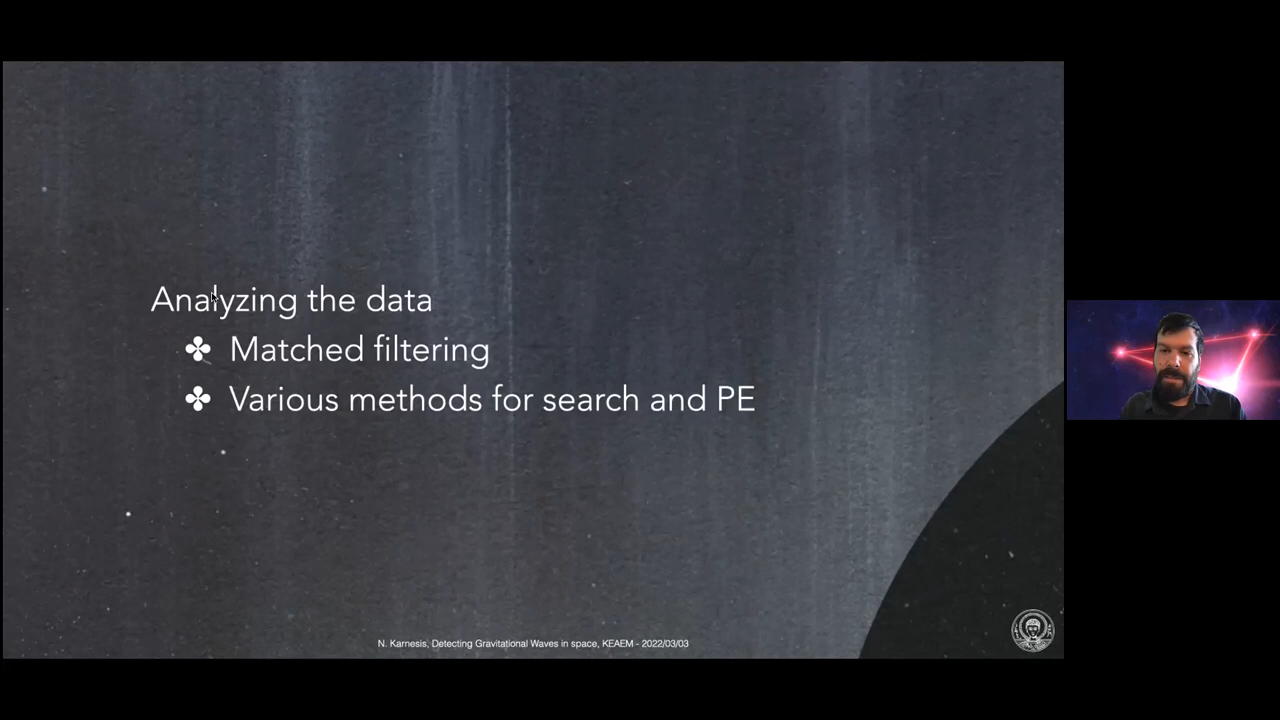 Analyzing the data
✤ Matched filtering
✤ Various methods for search and PE
N. Karnesis, Detecting Gravitational Waves in space, KEAEM - 2022/03/03